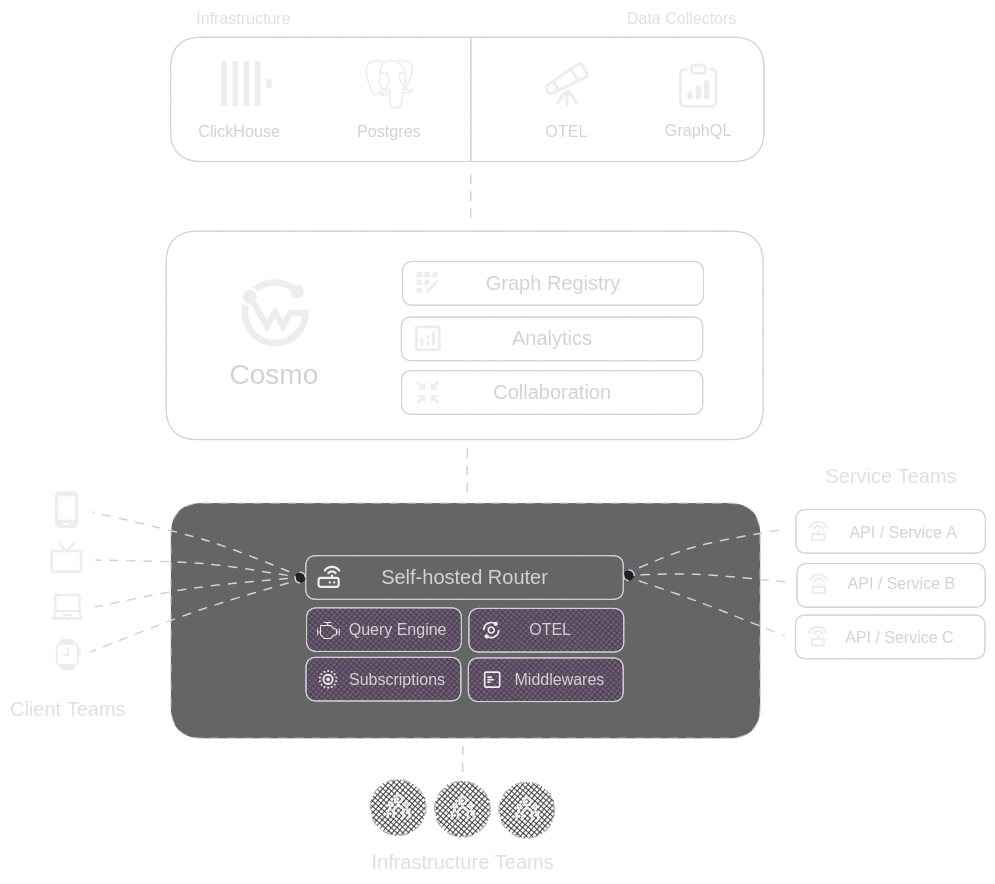 Infrastructure
Data Collectors
ClickHouse
Postgres
OTEL
GraphQL
Cosmo
Graph Registry
Analytics
Collaboration
Service Teams
API / Service A
API / Service B
API / Service C
Self-hosted Router
Query Engine
OTEL
Subscriptions
Middlewares
Client Teams
Infrastructure Teams